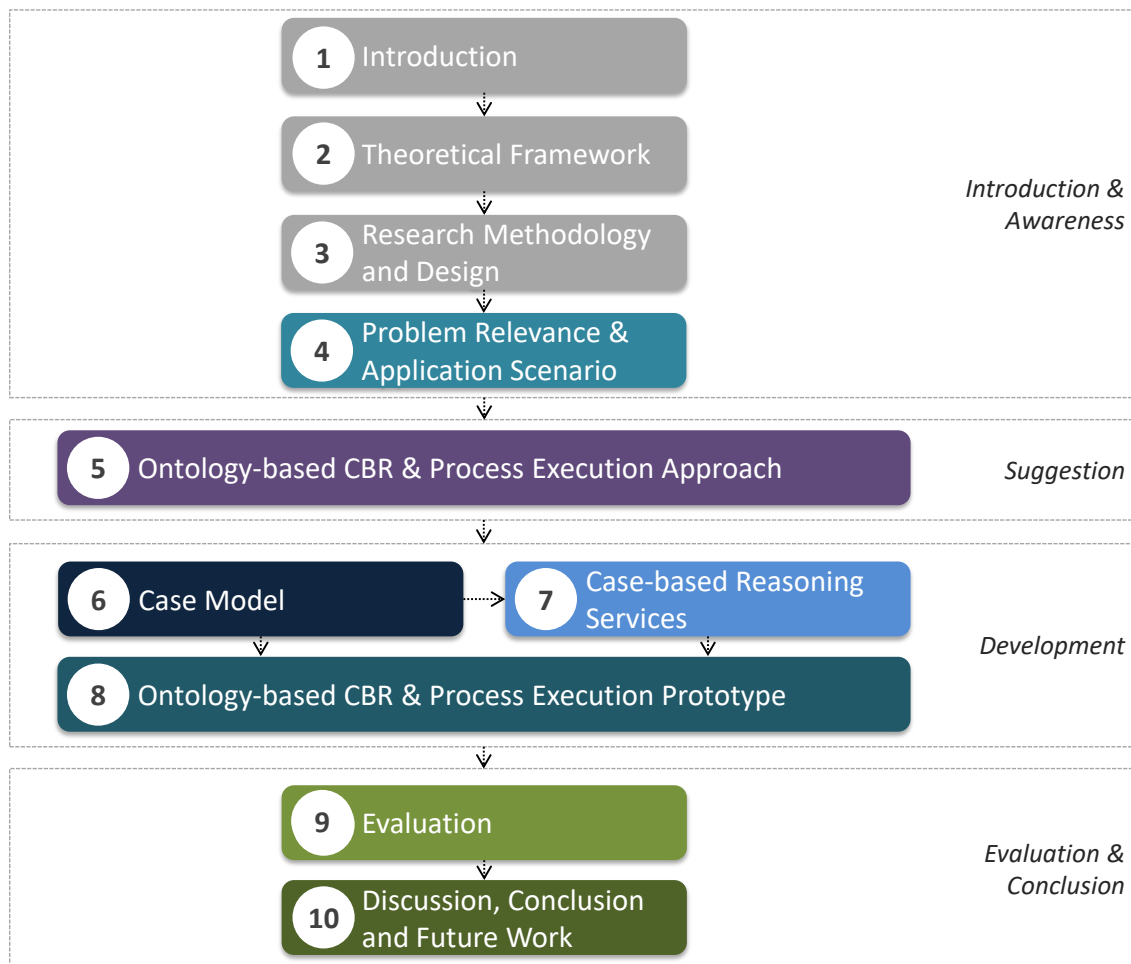 1 Introduction
2 Theoretical Framework
3 Research Methodology
and Design
Introduction &
Awareness
4 Problem Relevance &
Application Scenario
5 Ontology-based CBR & Process Execution Approach
Suggestion
6 Case Model
7 Case-based Reasoning
Services
Development
8 Ontology-based CBR & Process Execution Prototype
9 Evaluation
Evaluation &
Conclusion
10 Discussion, Conclusion
and Future Work